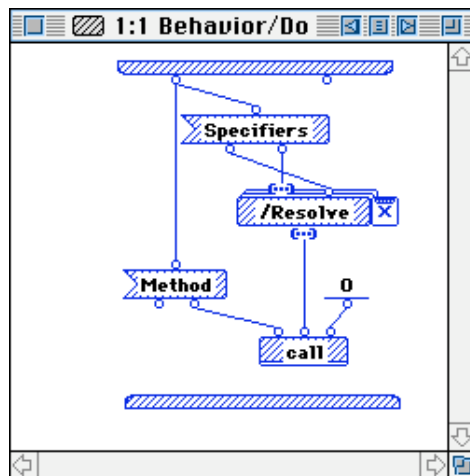 1:1 Behavior/Do
Specifiers
/Resolve
Method
0
call